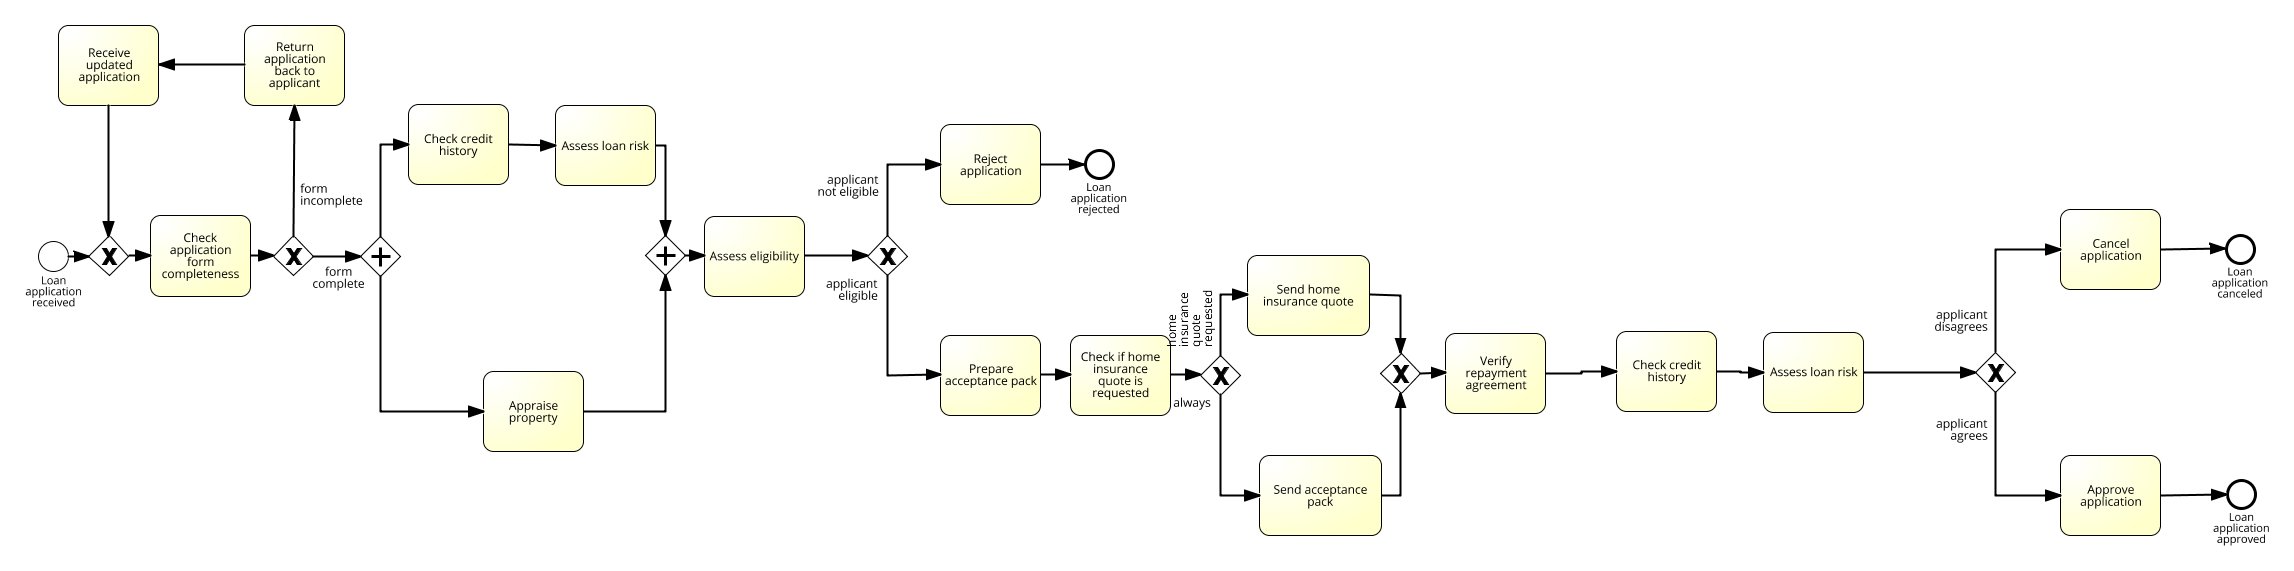 Receive
updated
application
Return
application
back to
applicant
Check credit
history
Assess loan risk
form
incomplete
Loan
application
received
Check
application
form
completeness
form
complete
Appraise
property
Assess eligibility
applicant
not eligible
applicant
eligible
Reject
application
Loan
application
rejected
Prepare
acceptance pack
Check if home
insurance
quote is
requested
home
insurance
quote
requested
always
Send home
insurance quote
Send acceptance
pack
Verify
repayment
agreement
Check credit
history
Assess loan risk
applicant
disagrees
applicant
agrees
Cancel
application
Loan
application
canceled
Approve
application
Loan
application
approved